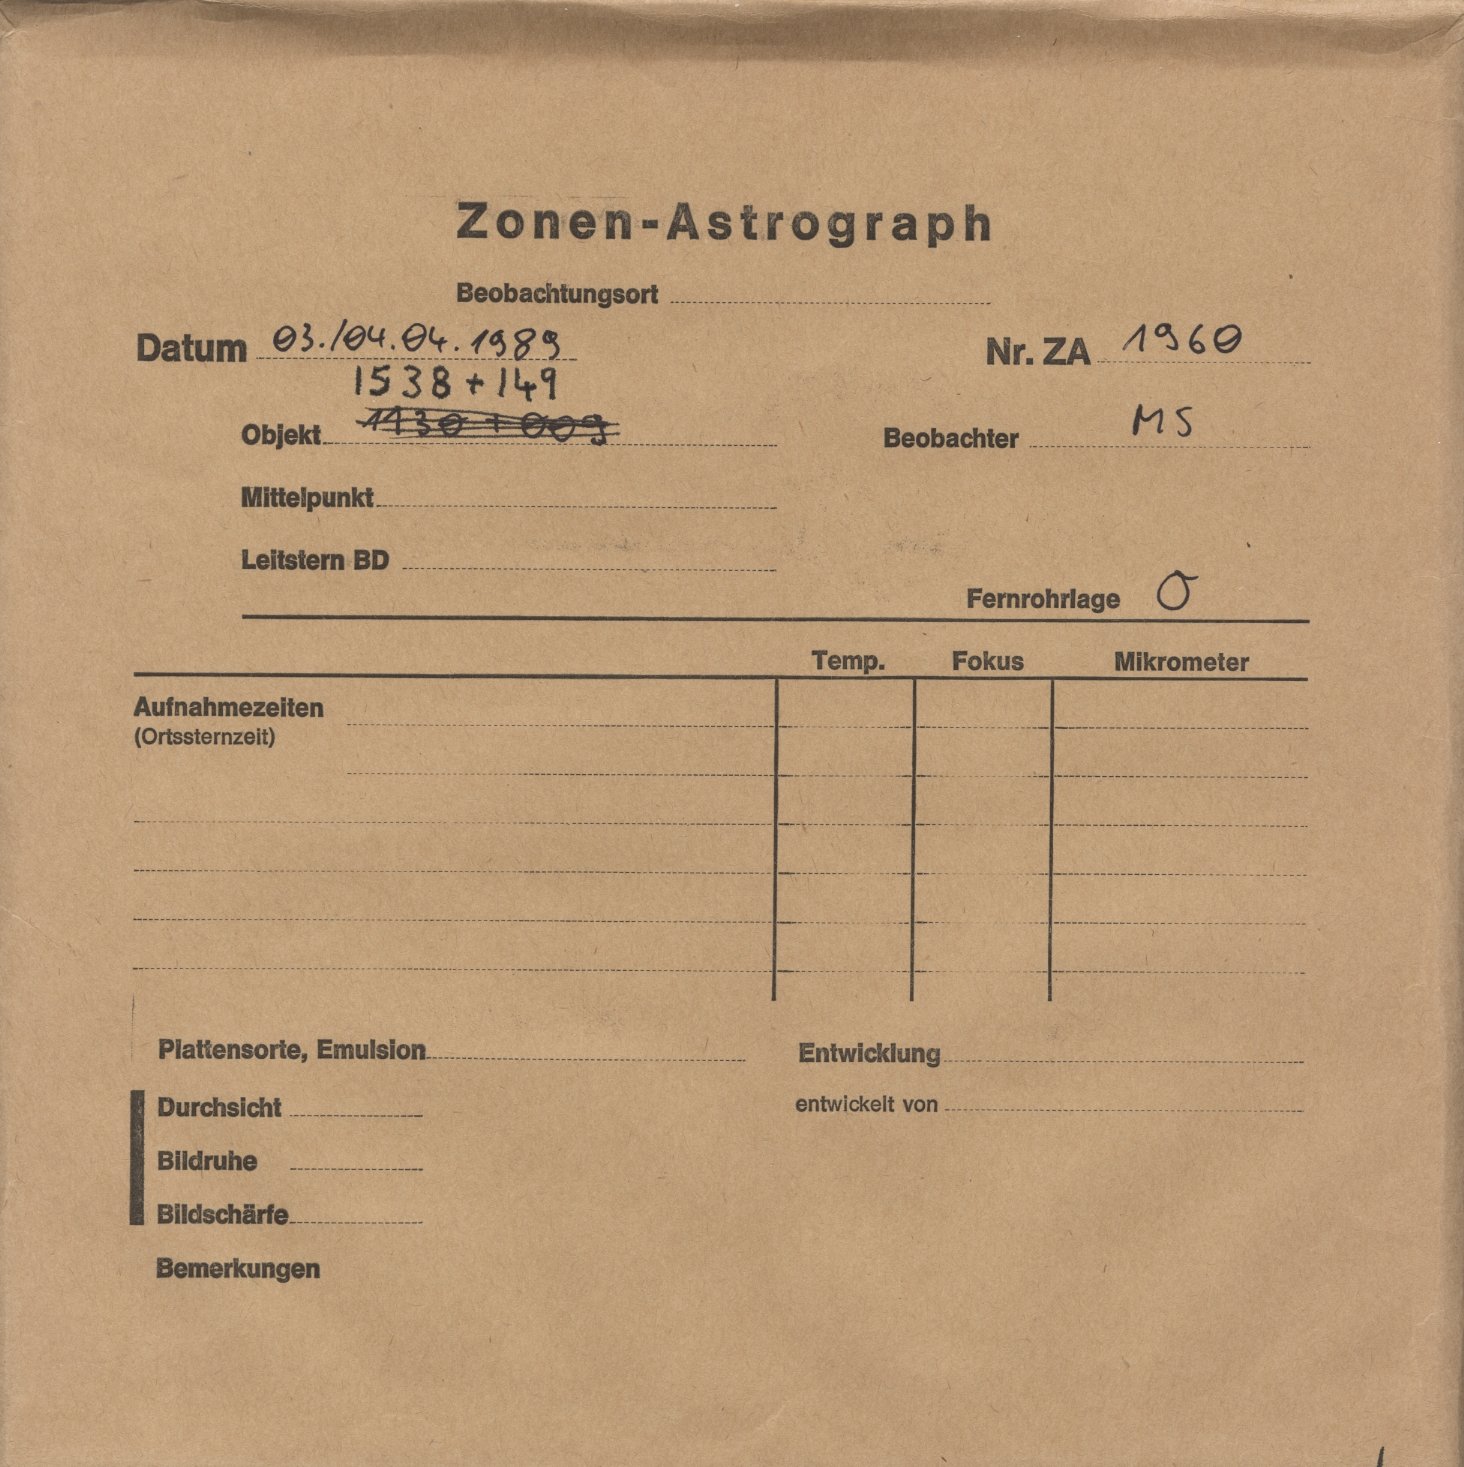 Zonen-Astrograph
Beobachtungsort
Datum 03./04.04.1989 Nr. ZA 1960
1538+149
Objekt 1130+009 Beobachter MS
Mittelpunkt
Leitstern BD
Fernrohrlage O
Temp. Fokus Mikrometer
Aufnahmezeiten
(Ortssternzeit)
Plattensorte, Emulsion Entwicklung
Durchsicht entwickelt von
Bildruhe
Bildschärfe
Bemerkungen